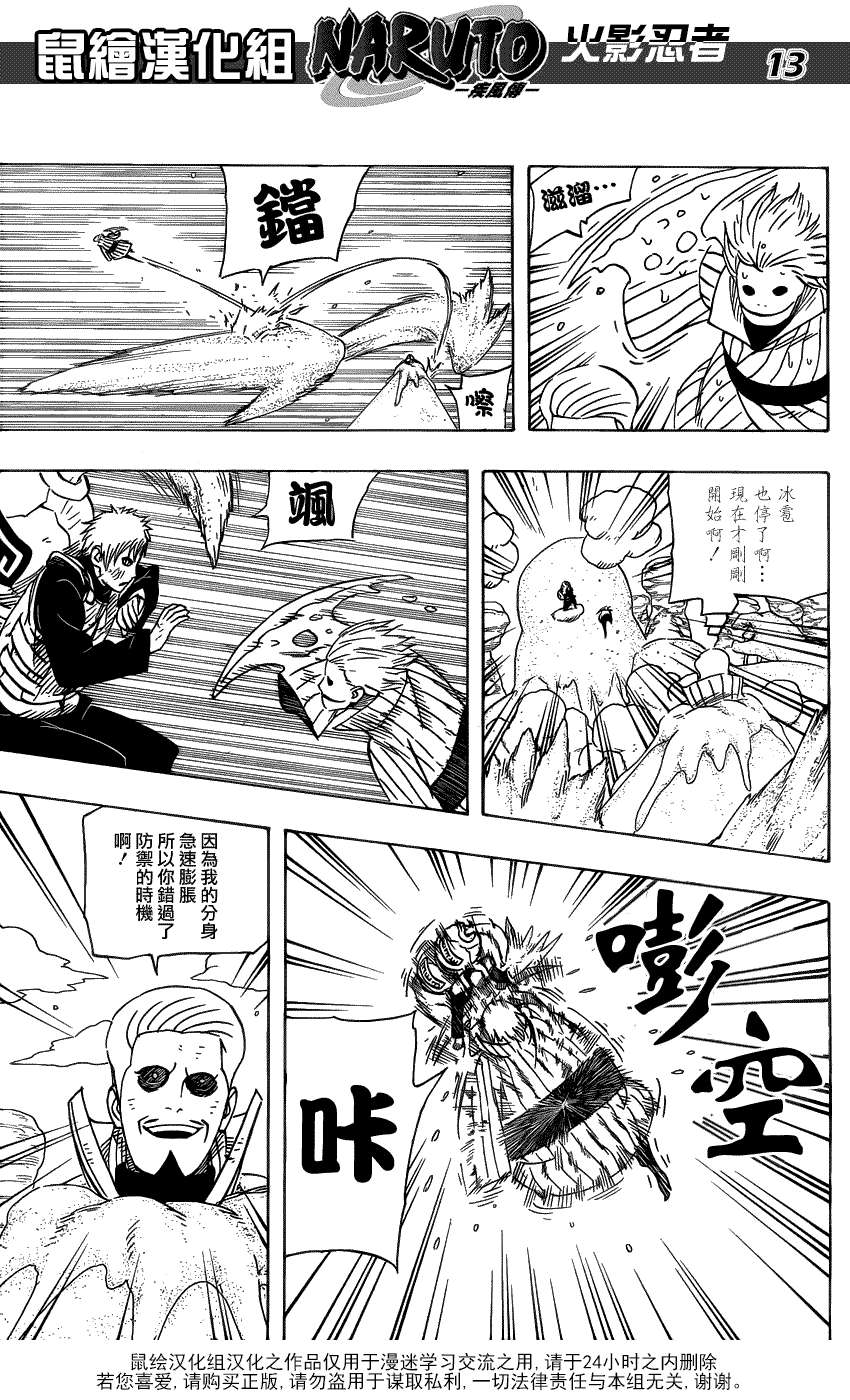 鼠繪漢化組
NARUTO
-疾風傳-
火影忍者
13
滋溜…
鐺
嚓
冰雹
也停了啊…
現在才剛剛
開始啊！
颯
嘭
空
咔
因為我的分身
急速膨脹
所以你錯過了
防禦的時機
啊！
鼠绘汉化组汉化之作品仅用于漫迷学习交流之用, 请于24小时之内删除
若您喜爱, 请购买正版, 请勿盗用于谋取私利, 一切法律责任与本组无关, 谢谢。